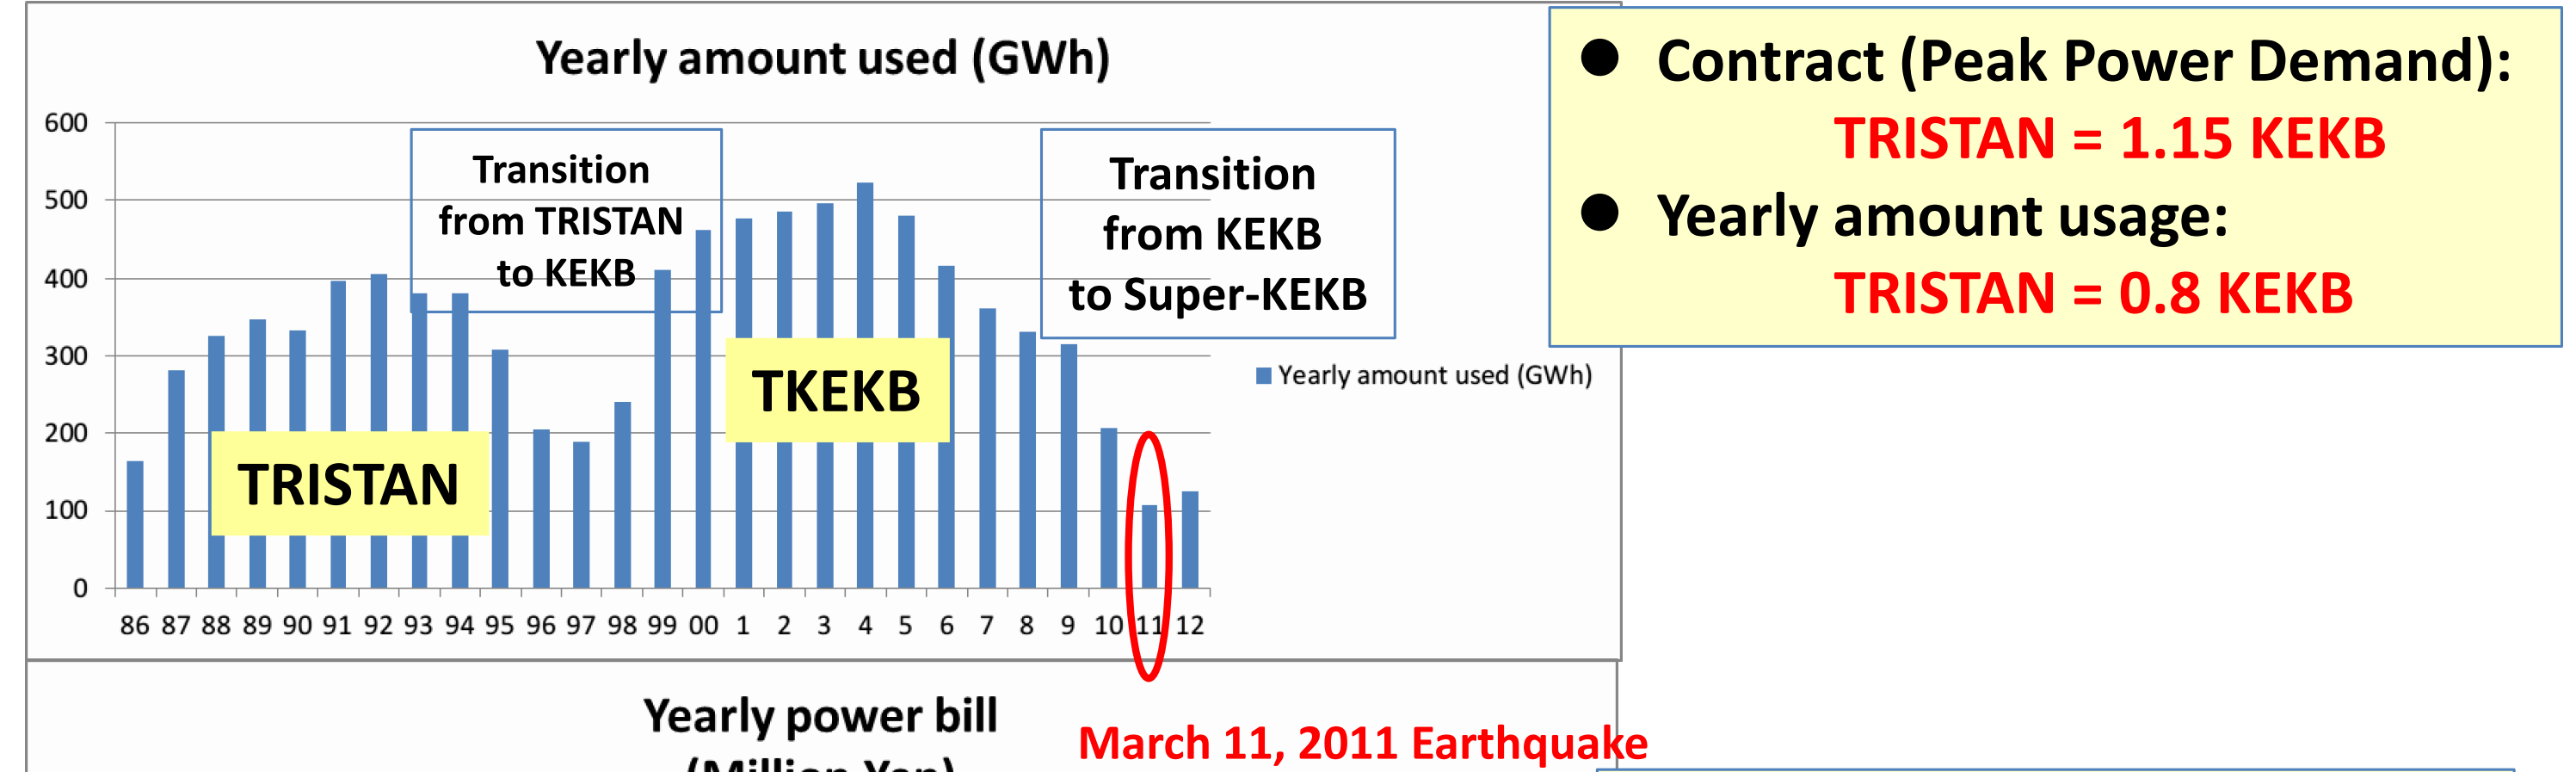 Yearly amount used (GWh)
600
500
400
300
200
100
0
Transition
from TRISTAN
to KEKB
Transition
from KEKB
to Super-KEKB
TRISTAN
TKEKB
Yearly amount used (GWh)
86 87 88 89 90 91 92 93 94 95 96 97 98 99 00 1 2 3 4 5 6 7 8 9 10 11 12
● Contract (Peak Power Demand):
TRISTAN = 1.15 KEKB
● Yearly amount usage:
TRISTAN = 0.8 KEKB
Yearly power bill
(Million Yen)
March 11, 2011 Earthquake